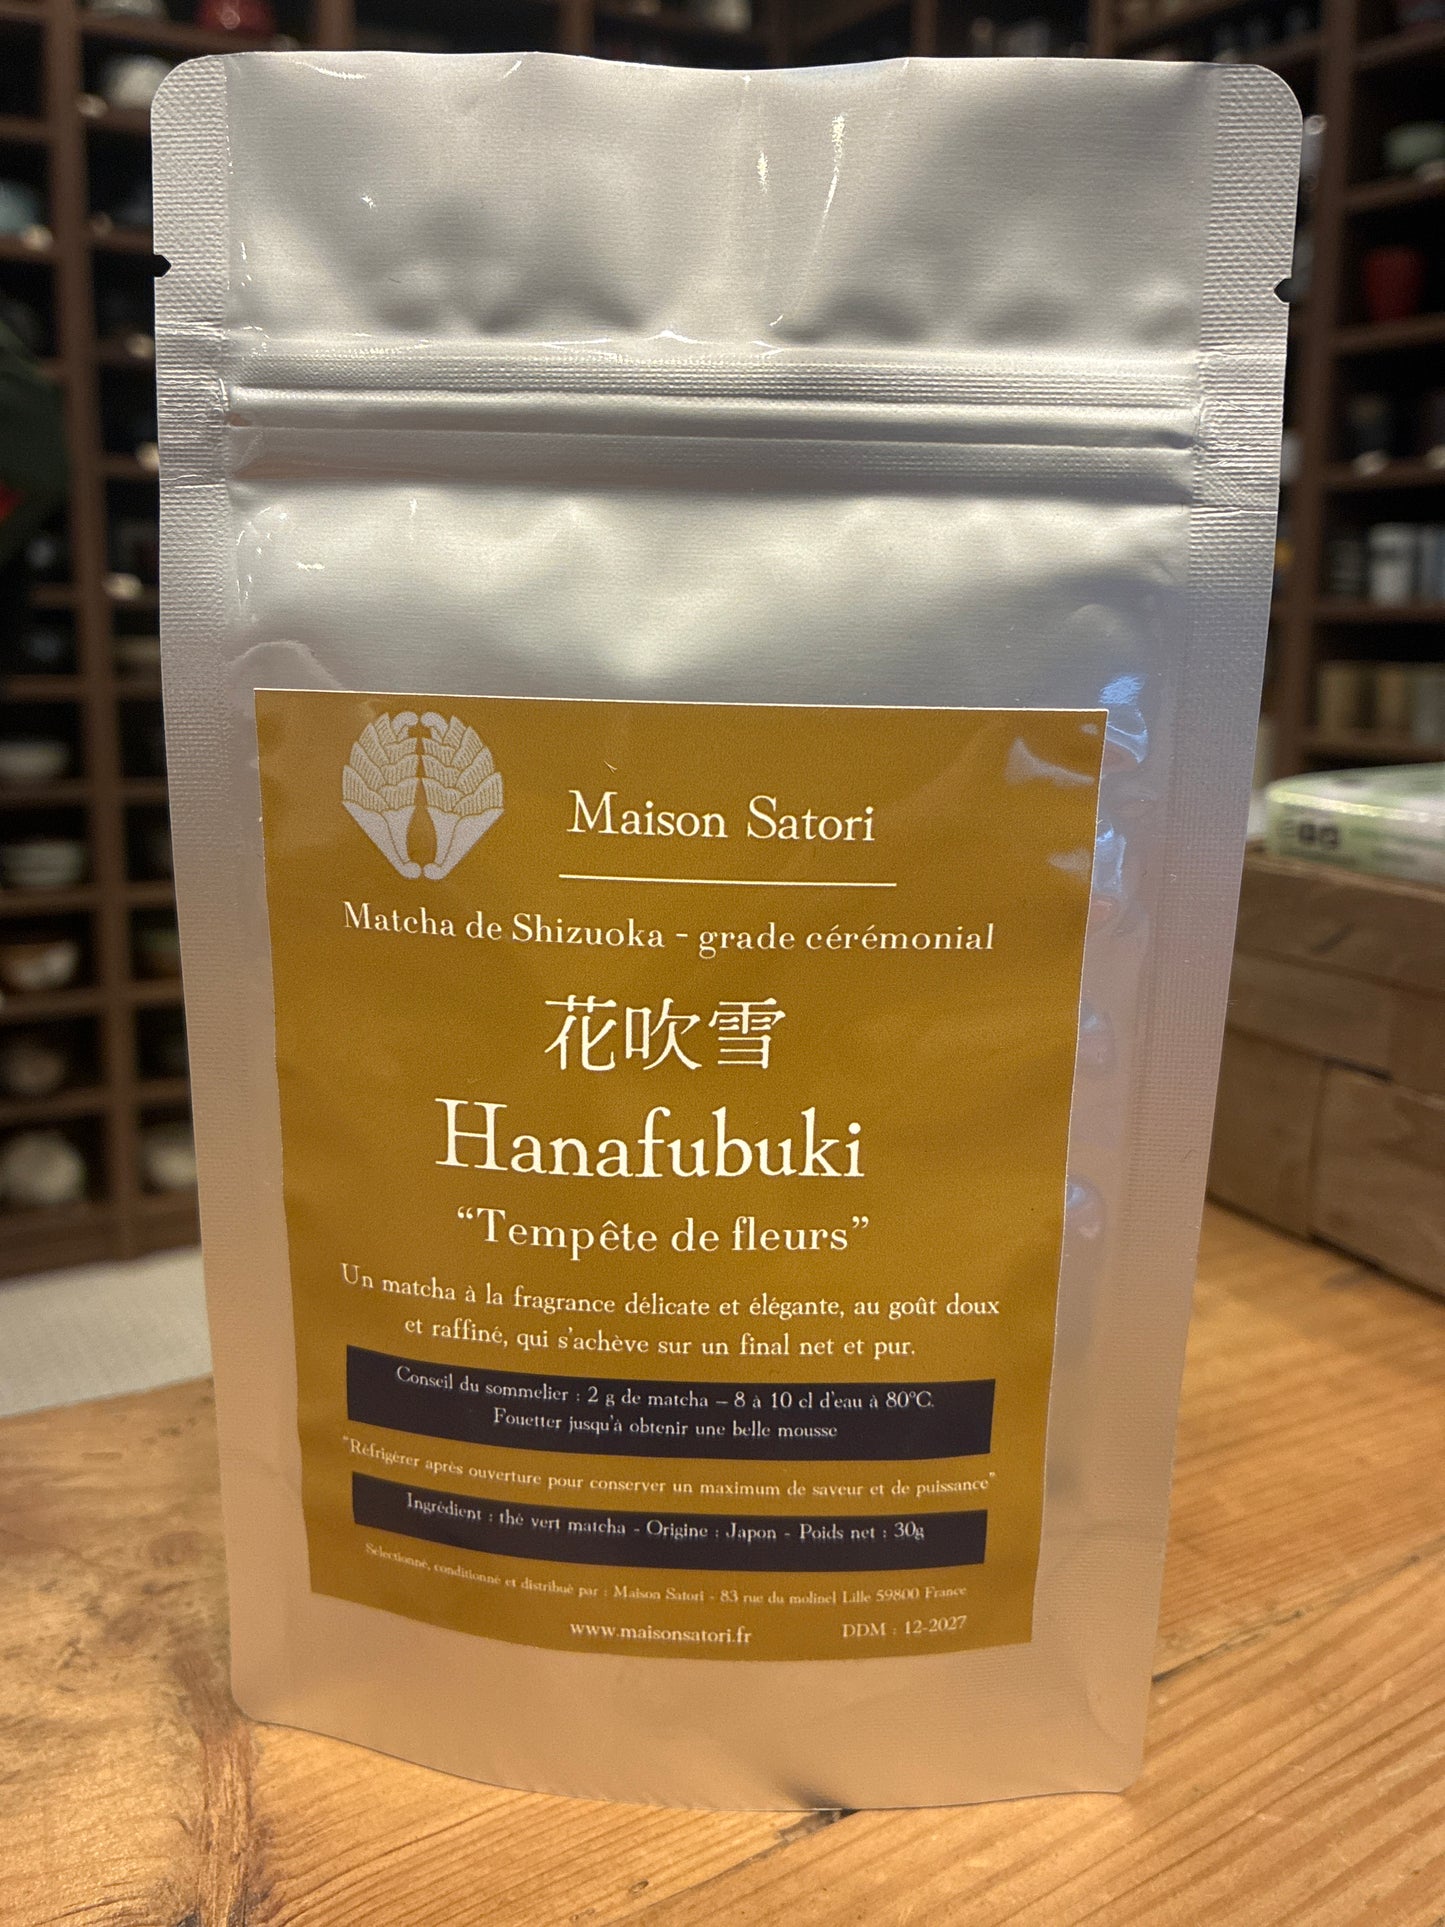 Maison Satori
Matcha de Shizuoka - grade cérémonial
花吹雪
Hanafubuki
“Tempête de fleurs”
Un matcha à la fragrance délicate et élégante, au goût doux
et raffiné, qui s'achève sur un final net et pur.
Conseil du sommelier : 2 g de matcha – 8 à 10 cl d'eau à 80°C.
Fouetter jusqu'à obtenir une belle mousse
"Réfrigérer après ouverture pour conserver un maximum de saveur et de puissance"
Ingrédient : thé vert matcha - Origine : Japon - Poids net : 30g
Sélectionné, conditionné et distribué par : Maison Satori - 83 rue du molinel Lille 59800 France
www.maisonsatori.fr DDM : 12-2027